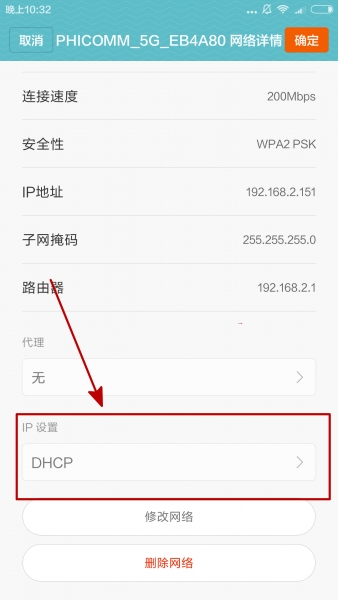 晚上10:32
取消
PHICOMM_5G_EB4A80 网络详情
确定
连接速度
200Mbps
安全性
WPA2 PSK
IP地址
192.168.2.151
子网掩码
255.255.255.0
路由器
192.168.2.1
代理
无
IP 设置
DHCP
修改网络
删除网络